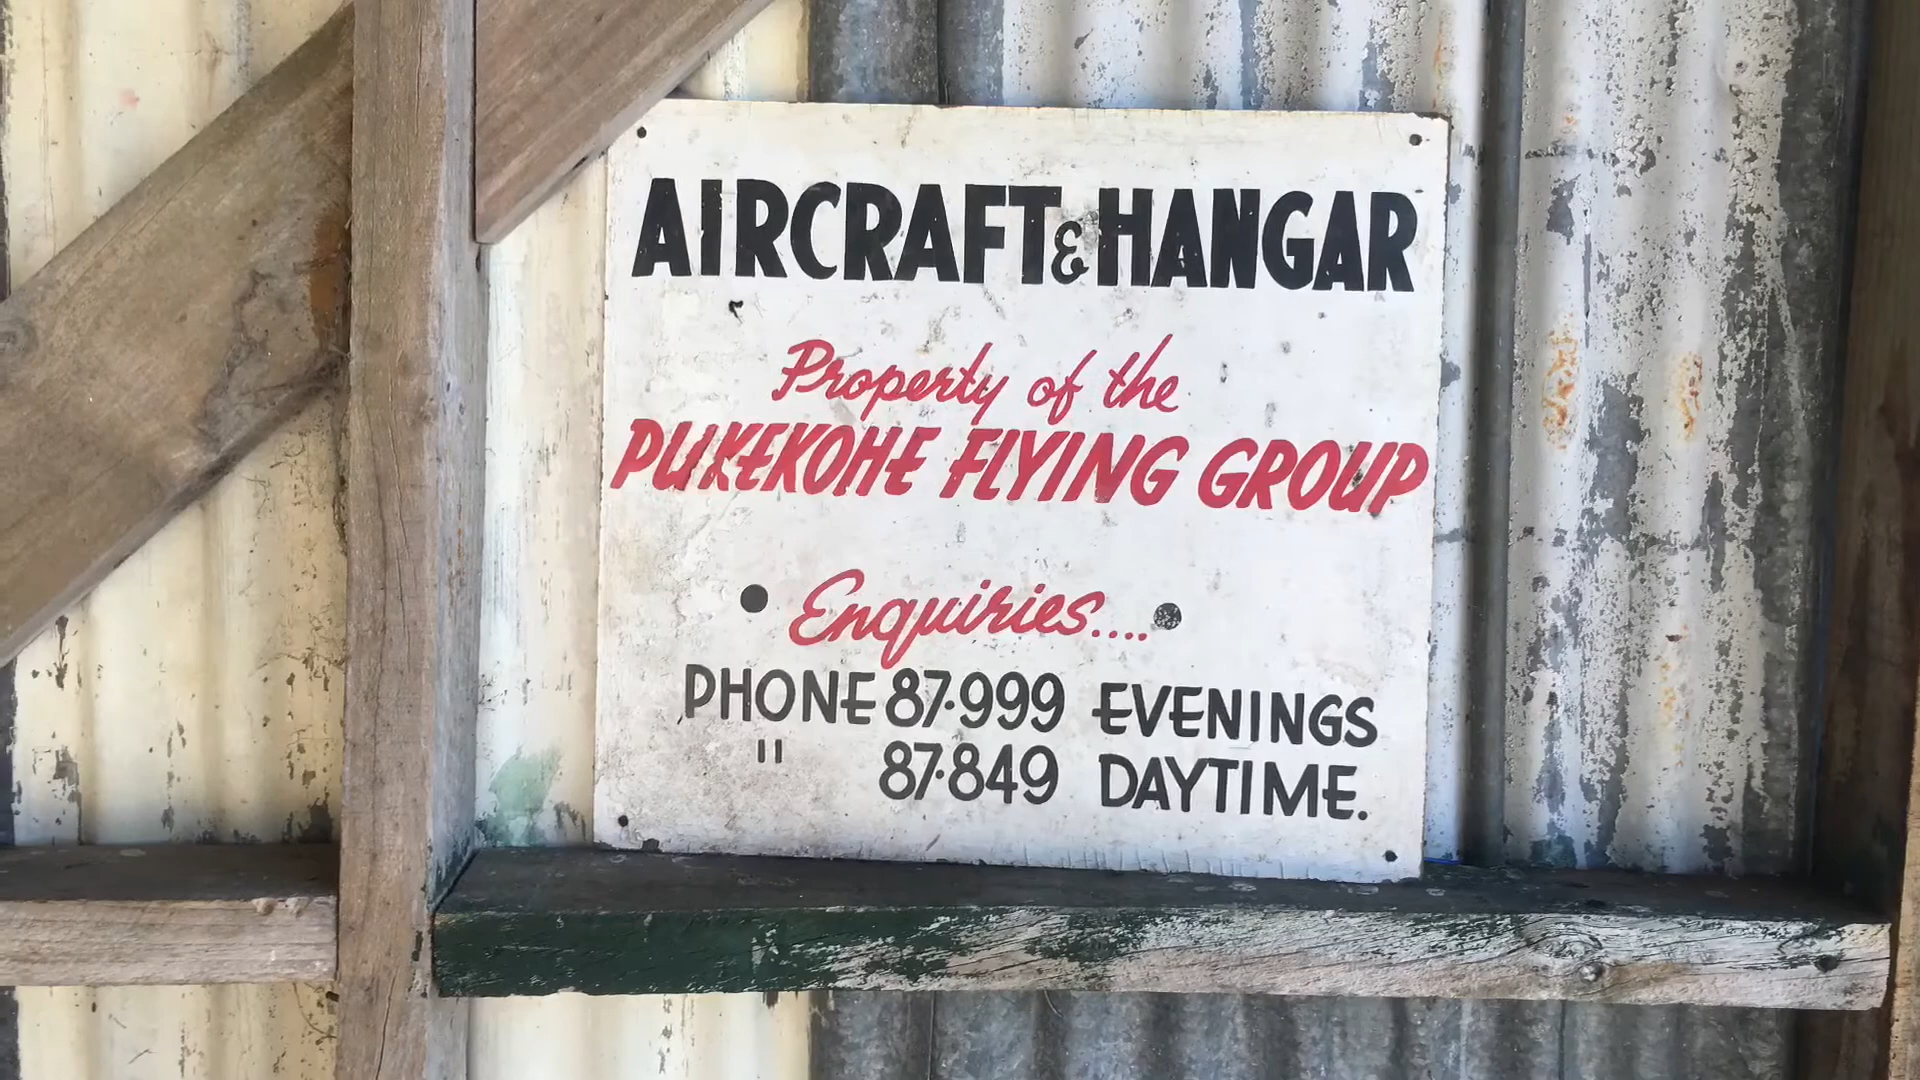 AIRCRAFT & HANGAR
Property of the
PUKEKOHE FLYING GROUP
• Enquiries.... •
PHONE 87·999 EVENINGS
" 87·849 DAYTIME.